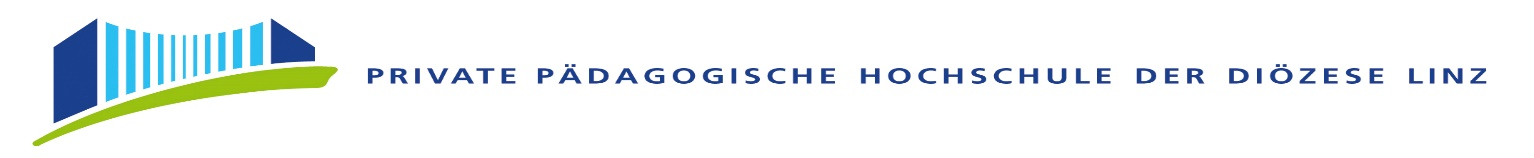 PRIVATE PÄDAGOGISCHE HOCHSCHULE DER DIÖZESE LINZ